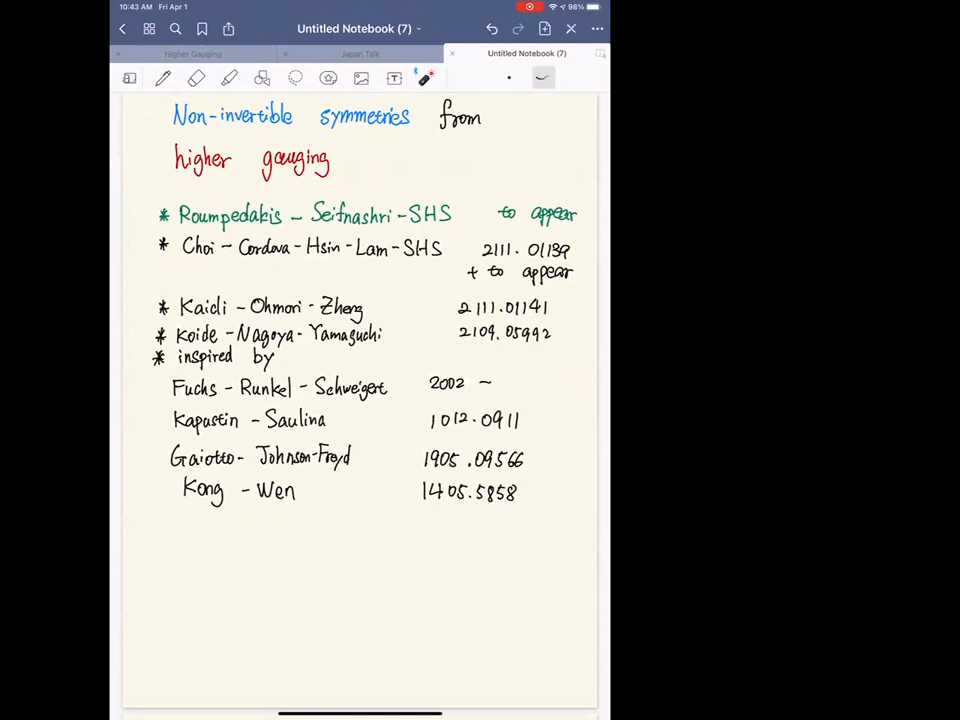 10:43 AM Fri Apr 1
98%
Untitled Notebook (7)
Higher Gauging
Japan Talk
Untitled Notebook (7)
Non-invertible symmetries from
higher gauging
* Roumpedakis - Seifnashri - SHS to appear
* Choi - Cordova - Hsin - Lam - SHS 2111.01139
+ to appear
* Kaidi - Ohmori - Zheng 2111.01141
* Koide - Nagoya - Yamaguchi 2109.05992
* inspired by
Fuchs - Runkel - Schweigert 2002 ~
Kapustin - Saulina 1012.0911
Gaiotto - Johnson-Freyd 1905.09566
Kong - Wen 1405.5858